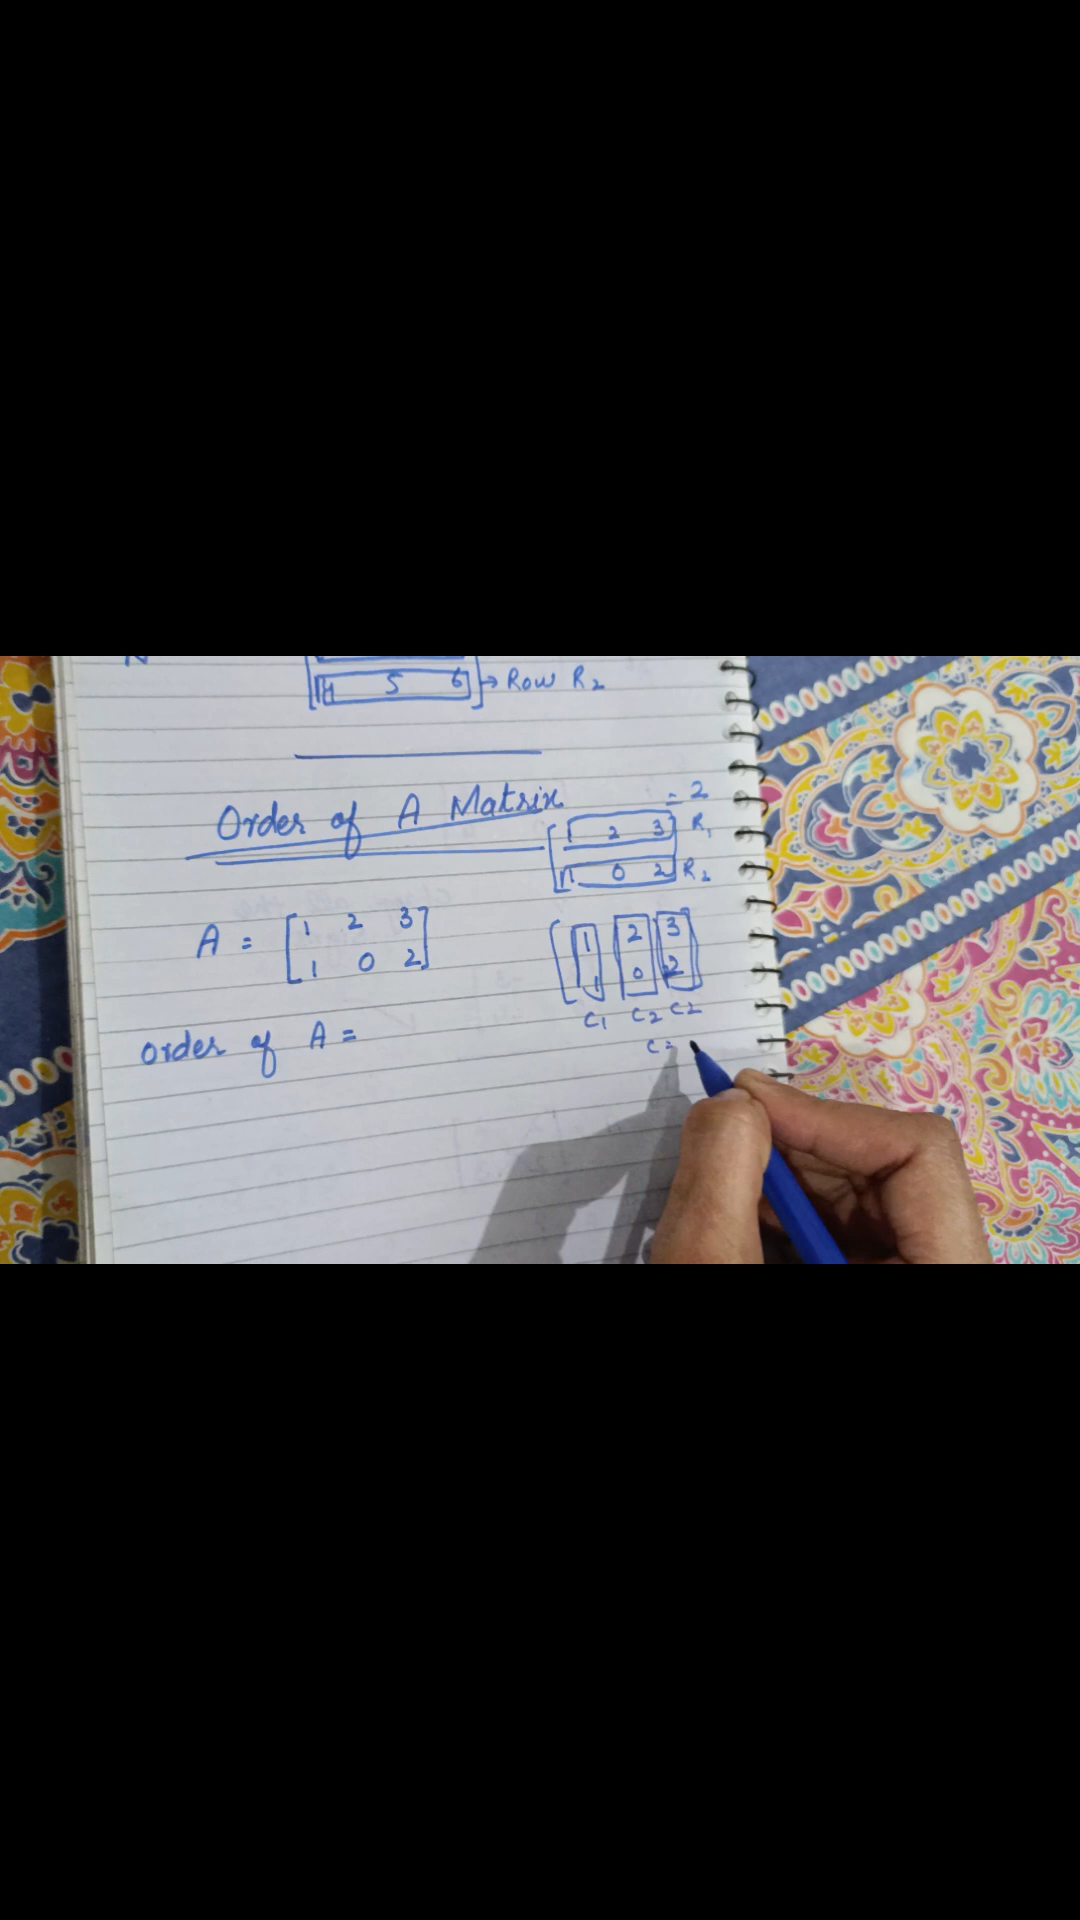 4 5 6 → Row R2
Order of A Matrix
= 2
1 2 3 R1
1 0 2 R2
A = [1 2 3
1 0 2]
1 2 3
1 0 2
C1 C2 C2
C =
order of A =